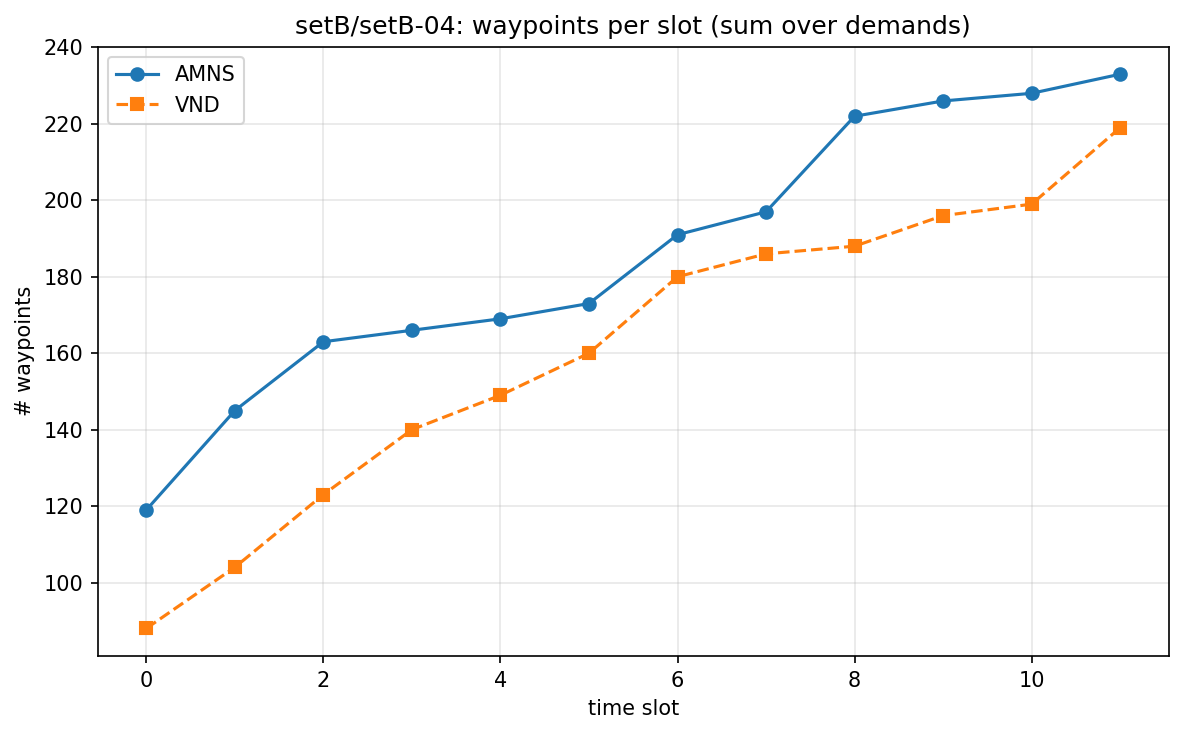 setB/setB-04: waypoints per slot (sum over demands)
AMNS
VND
# waypoints
240
220
200
180
160
140
120
100
0 2 4 6 8 10
time slot